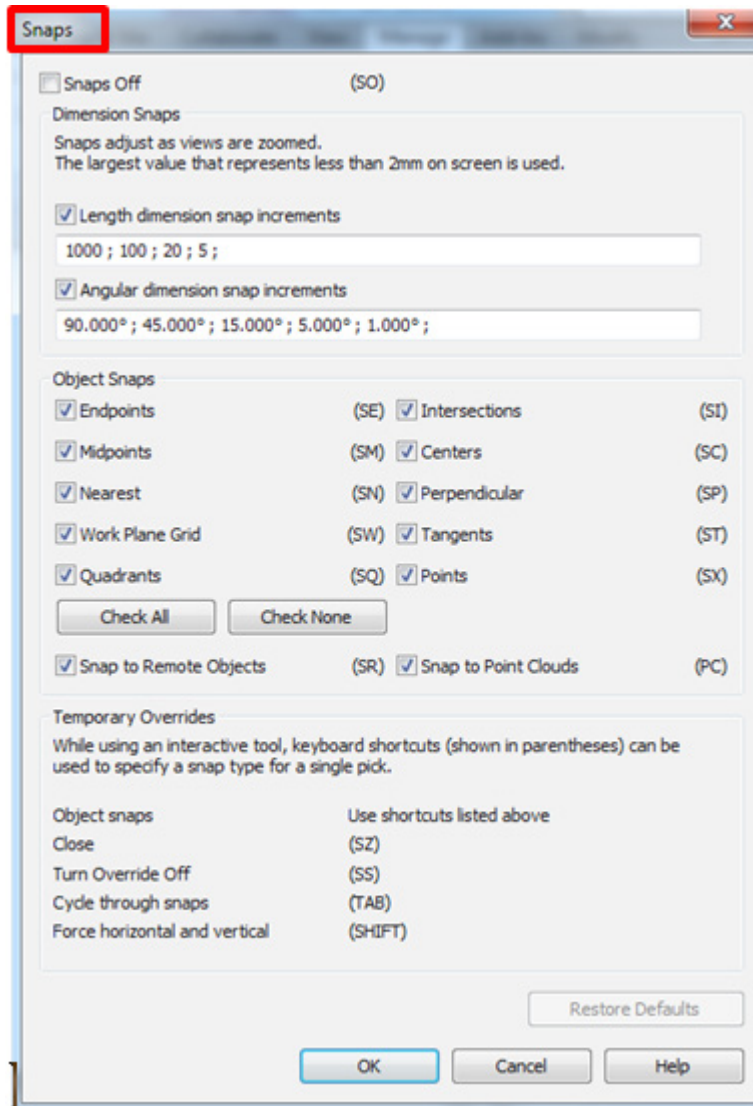 Snaps
Manage
Snaps Off (SO)
Dimension Snaps
Snaps adjust as views are zoomed.
The largest value that represents less than 2mm on screen is used.
Length dimension snap increments
1000 ; 100 ; 20 ; 5 ;
Angular dimension snap increments
90.000° ; 45.000° ; 15.000° ; 5.000° ; 1.000° ;
Object Snaps
Endpoints (SE) Intersections (SI)
Midpoints (SM) Centers (SC)
Nearest (SN) Perpendicular (SP)
Work Plane Grid (SW) Tangents (ST)
Quadrants (SQ) Points (SX)
Check All Check None
Snap to Remote Objects (SR) Snap to Point Clouds (PC)
Temporary Overrides
While using an interactive tool, keyboard shortcuts (shown in parentheses) can be
used to specify a snap type for a single pick.
Object snaps Use shortcuts listed above
Close (SZ)
Turn Override Off (SS)
Cycle through snaps (TAB)
Force horizontal and vertical (SHIFT)
Restore Defaults
OK Cancel Help